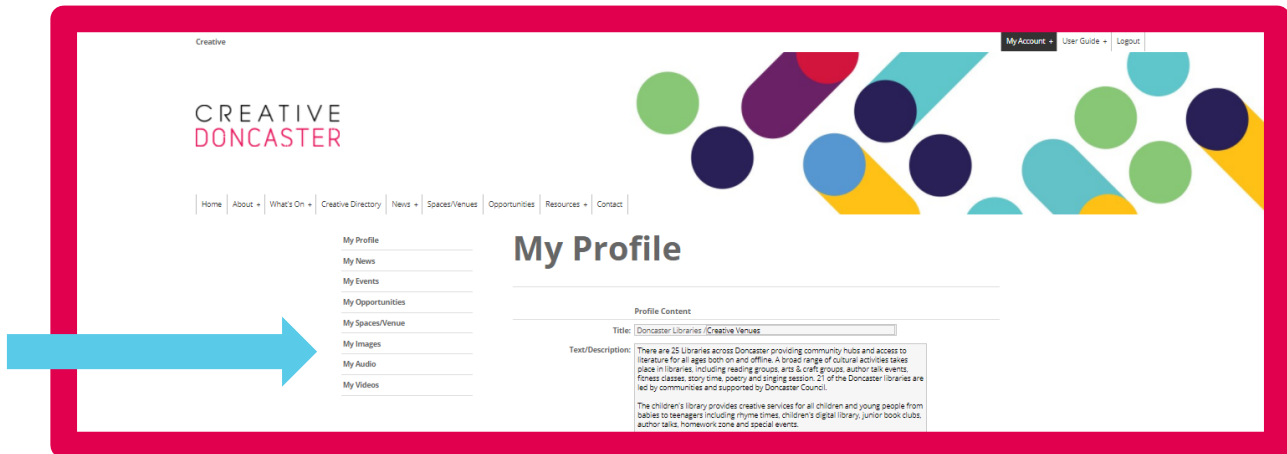 Creative
My Account + User Guide + Logout
CREATIVE
DONCASTER
Home About + What's On + Creative Directory News + Spaces/Venues Opportunities Resources + Contact
My Profile
My News
My Events
My Opportunities
My Spaces/Venue
My Images
My Audio
My Videos
My Profile
Profile Content
Title: Doncaster Libraries /Creative Venues
Text/Description: There are 25 Libraries across Doncaster providing community hubs and access to
literature for all ages both on and offline. A broad range of cultural activities takes
place in libraries, including reading groups, arts & craft groups, author talk events,
fitness classes, story time, poetry and singing session. 21 of the Doncaster libraries are
led by communities and supported by Doncaster Council.
The children's library provides creative services for all children and young people from
babies to teenagers including rhyme times, children's digital library, junior book clubs,
author talks, homework zone and special events.